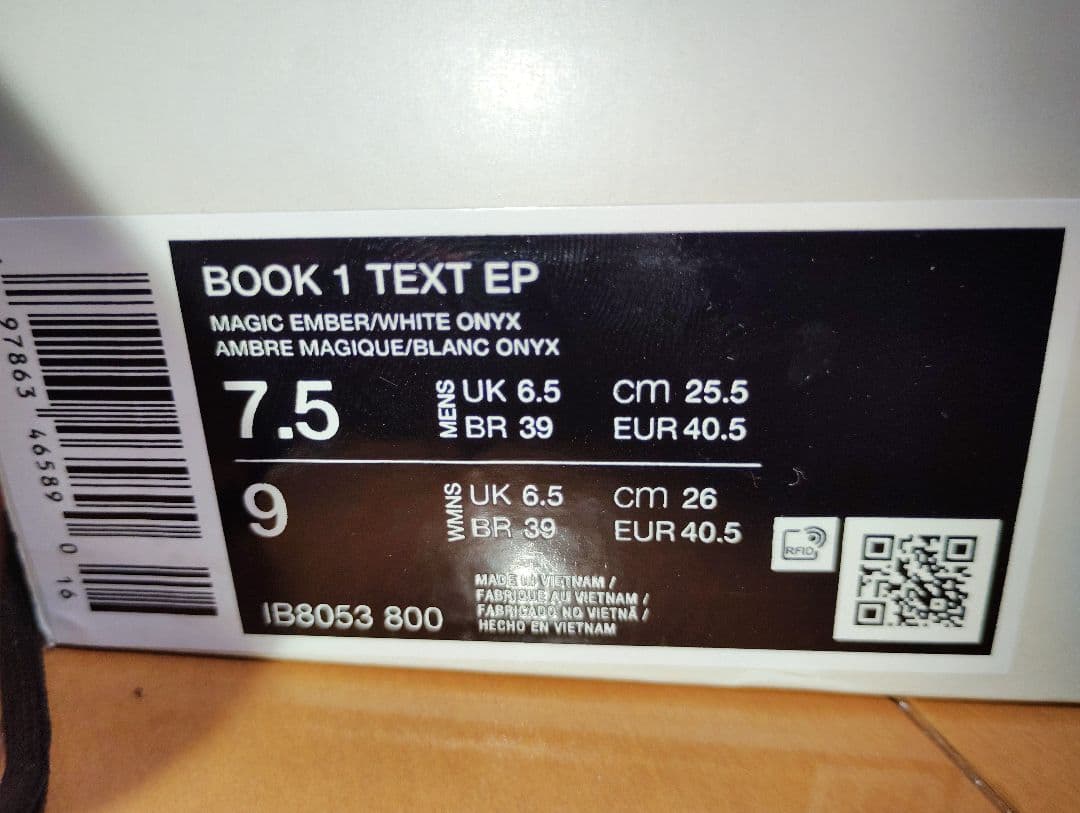 BOOK 1 TEXT EP
MAGIC EMBER/WHITE ONYX
AMBRE MAGIQUE/BLANC ONYX
7.5 MENS UK 6.5 cm 25.5
BR 39 EUR 40.5
9 WMNS UK 6.5 cm 26
BR 39 EUR 40.5
RFID
MADE IN VIETNAM /
FABRIQUE AU VIETNAM /
FABRICADO NO VIETNÃ /
HECHO EN VIETNAM
IB8053 800
97863 46589 0 16